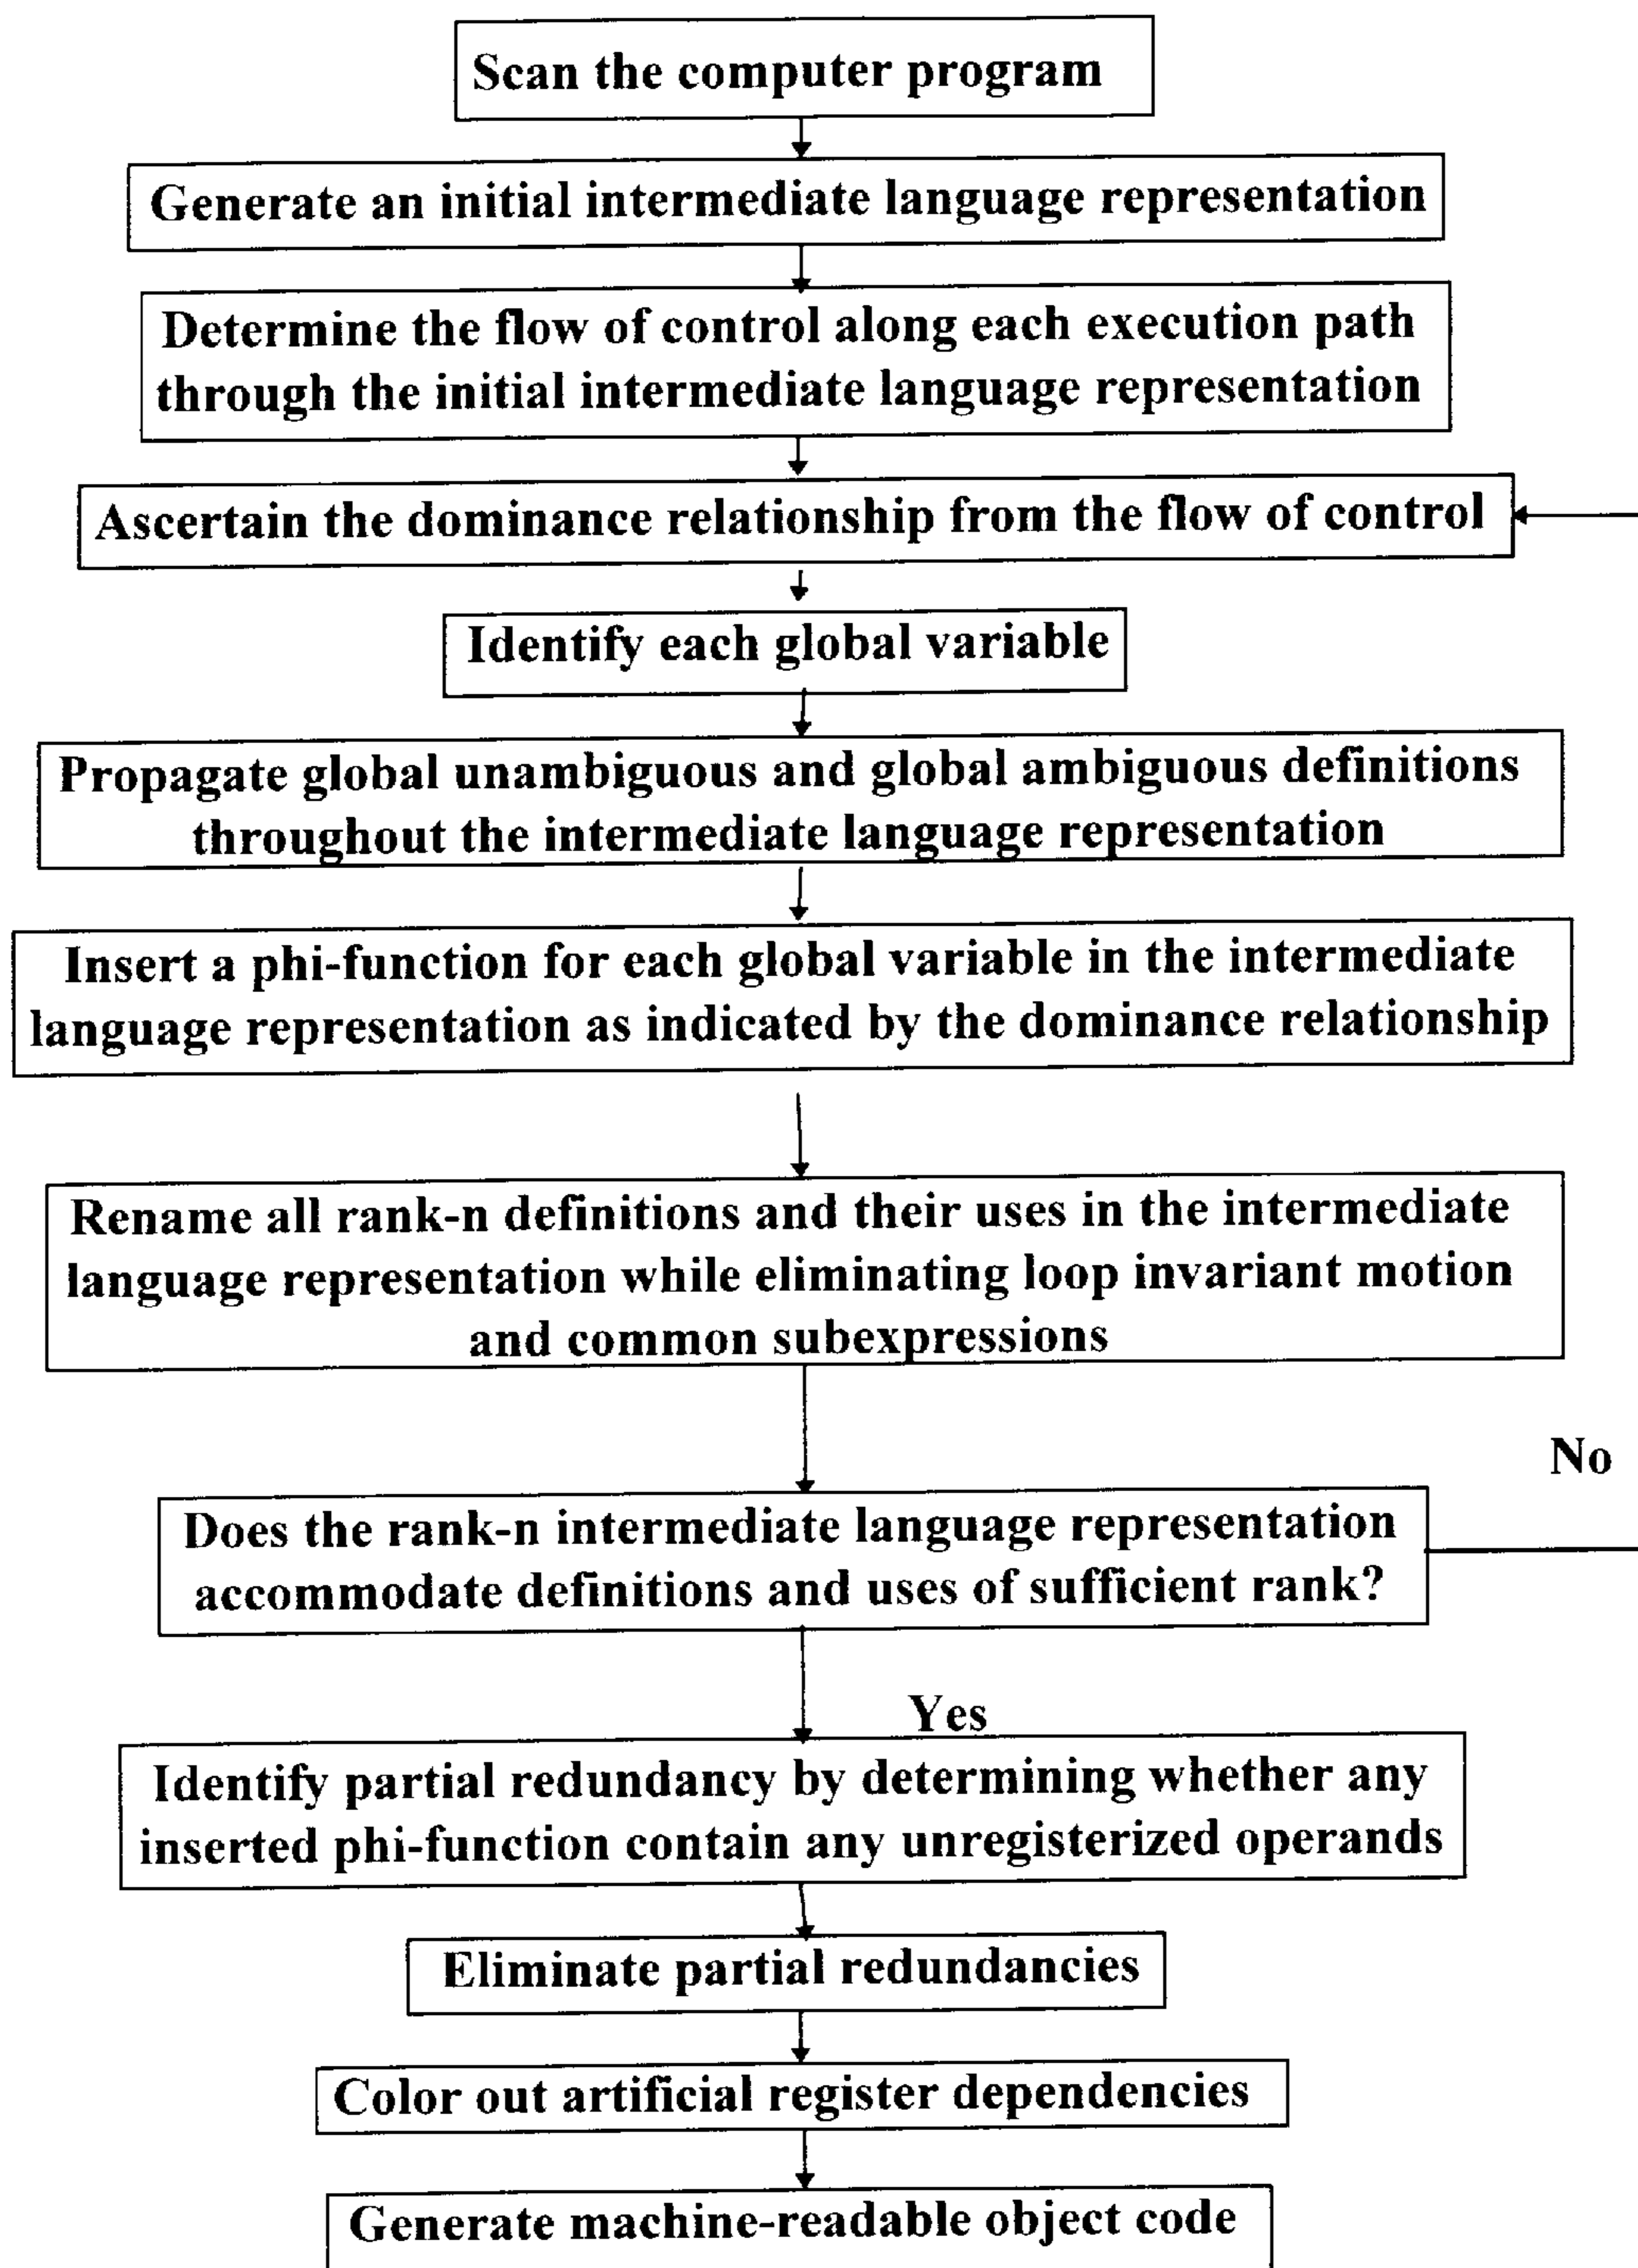 Scan the computer program
Generate an initial intermediate language representation
Determine the flow of control along each execution path
through the initial intermediate language representation
Ascertain the dominance relationship from the flow of control
Identify each global variable
Propagate global unambiguous and global ambiguous definitions
throughout the intermediate language representation
Insert a phi-function for each global variable in the intermediate
language representation as indicated by the dominance relationship
Rename all rank-n definitions and their uses in the intermediate
language representation while eliminating loop invariant motion
and common subexpressions
No
Does the rank-n intermediate language representation
accommodate definitions and uses of sufficient rank?
Yes
Identify partial redundancy by determining whether any
inserted phi-function contain any unregisterized operands
Eliminate partial redundancies
Color out artificial register dependencies
Generate machine-readable object code